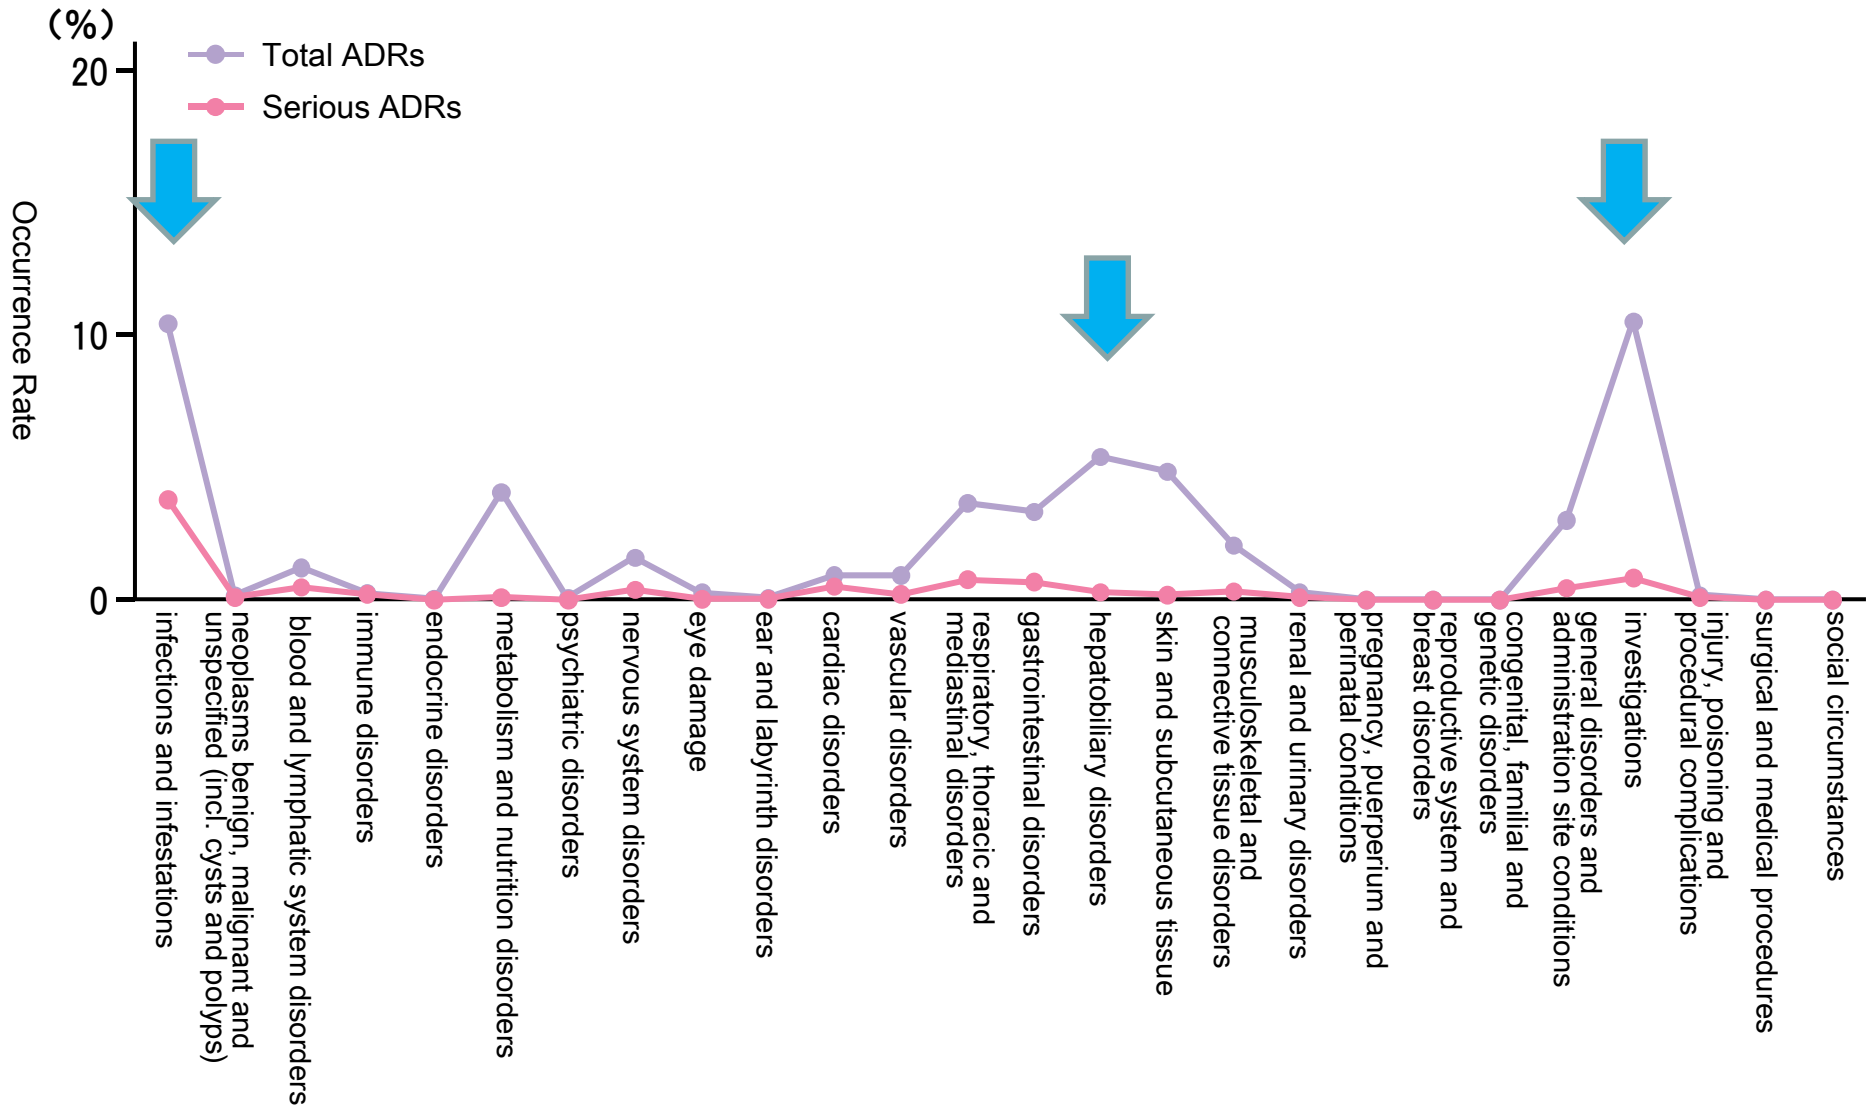 (%)
20
10
0
Occurrence Rate
Total ADRs
Serious ADRs
infections and infestations
neoplasms benign, malignant and
unspecified (incl. cysts and polyps)
blood and lymphatic system disorders
immune disorders
endocrine disorders
metabolism and nutrition disorders
psychiatric disorders
nervous system disorders
eye damage
ear and labyrinth disorders
cardiac disorders
vascular disorders
respiratory, thoracic and
mediastinal disorders
gastrointestinal disorders
hepatobiliary disorders
skin and subcutaneous tissue
musculoskeletal and
connective tissue disorders
renal and urinary disorders
pregnancy, puerperium and
perinatal conditions
reproductive system and
breast disorders
congenital, familial and
genetic disorders
general disorders and
administration site conditions
investigations
injury, poisoning and
procedural complications
surgical and medical procedures
social circumstances